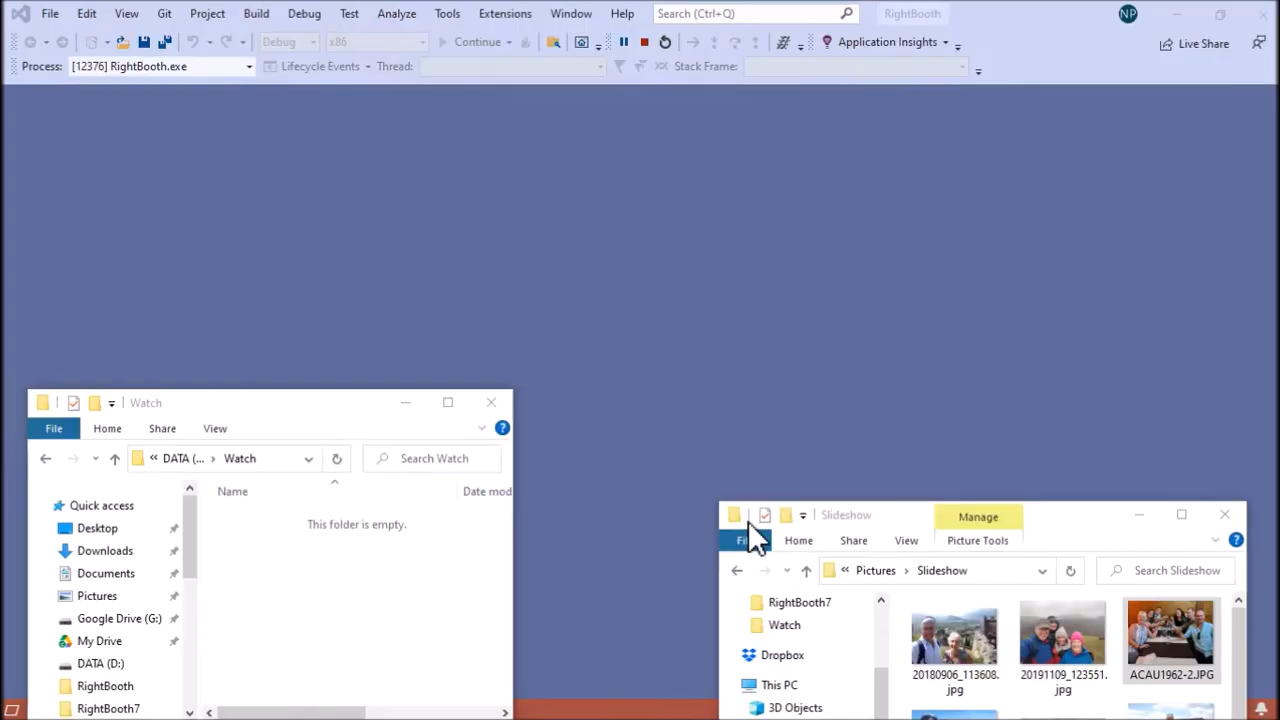 File Edit View Git Project Build Debug Test Analyze Tools Extensions Window Help Search (Ctrl+Q) RightBooth NP
Debug x86 Continue Application Insights Live Share
Process: [12376] RightBooth.exe Lifecycle Events Thread: Stack Frame:
Watch
File Home Share View
« DATA (... › Watch Search Watch
Name Date mod
Quick access
This folder is empty.
Desktop
Downloads
Documents
Pictures
Google Drive (G:)
My Drive
DATA (D:)
RightBooth
RightBooth7
Slideshow Manage
Home Share View Picture Tools
« Pictures › Slideshow Search Slideshow
RightBooth7
Watch
Dropbox
This PC
3D Objects
20180906_113608.
jpg
20191109_123551.
jpg
ACAU1962-2.JPG